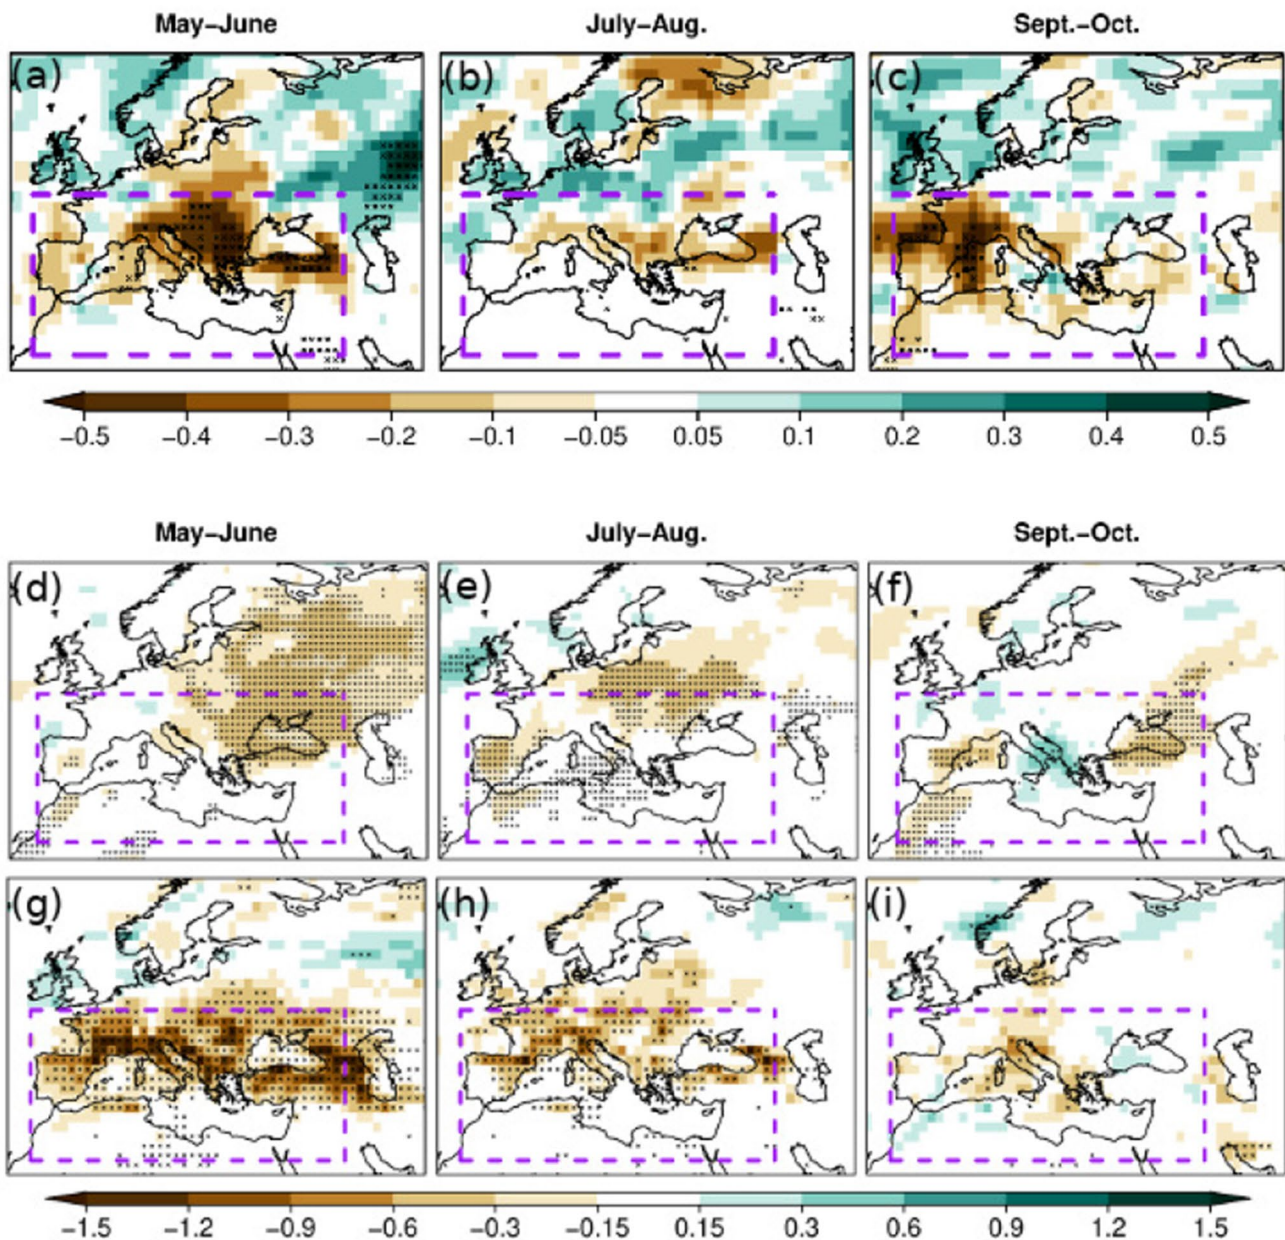 May–June July–Aug. Sept.–Oct.
(a) (b) (c)
−0.5 −0.4 −0.3 −0.2 −0.1 −0.05 0.05 0.1 0.2 0.3 0.4 0.5
May–June July–Aug. Sept.–Oct.
(d) (e) (f)
(g) (h) (i)
−1.5 −1.2 −0.9 −0.6 −0.3 −0.15 0.15 0.3 0.6 0.9 1.2 1.5